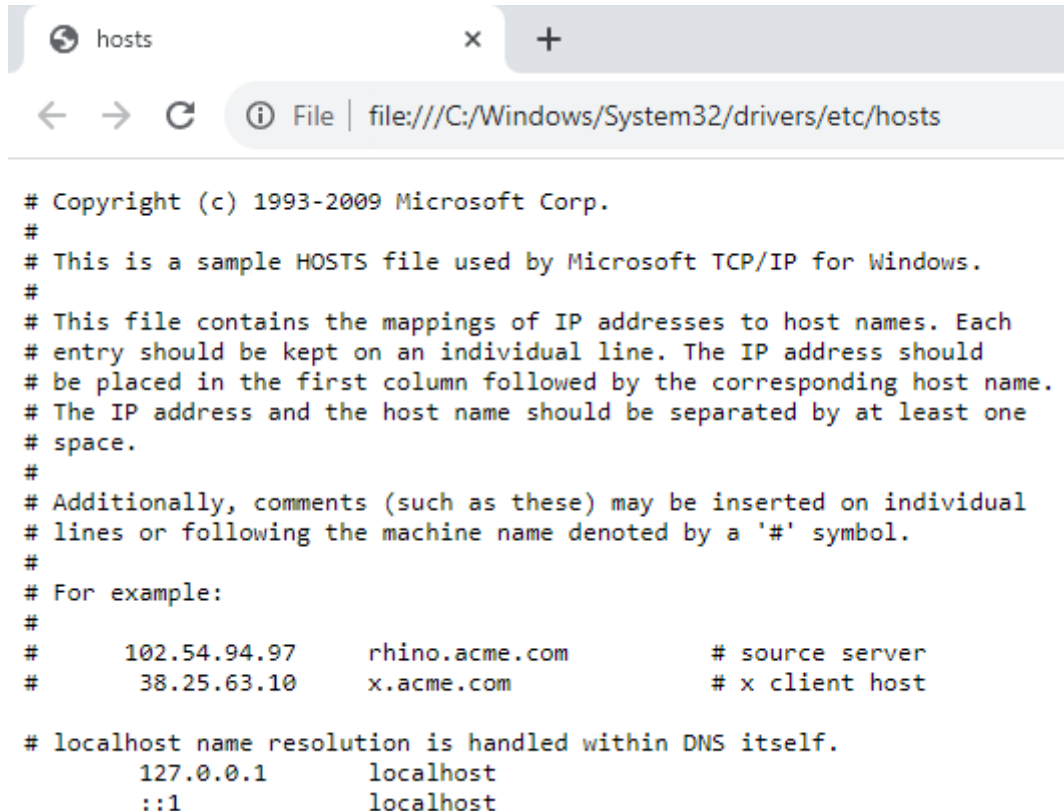 hosts
File | file:///C:/Windows/System32/drivers/etc/hosts
# Copyright (c) 1993-2009 Microsoft Corp.
#
# This is a sample HOSTS file used by Microsoft TCP/IP for Windows.
#
# This file contains the mappings of IP addresses to host names. Each
# entry should be kept on an individual line. The IP address should
# be placed in the first column followed by the corresponding host name.
# The IP address and the host name should be separated by at least one
# space.
#
# Additionally, comments (such as these) may be inserted on individual
# lines or following the machine name denoted by a '#' symbol.
#
# For example:
#
#      102.54.94.97     rhino.acme.com          # source server
#       38.25.63.10     x.acme.com              # x client host

# localhost name resolution is handled within DNS itself.
        127.0.0.1       localhost
        ::1             localhost